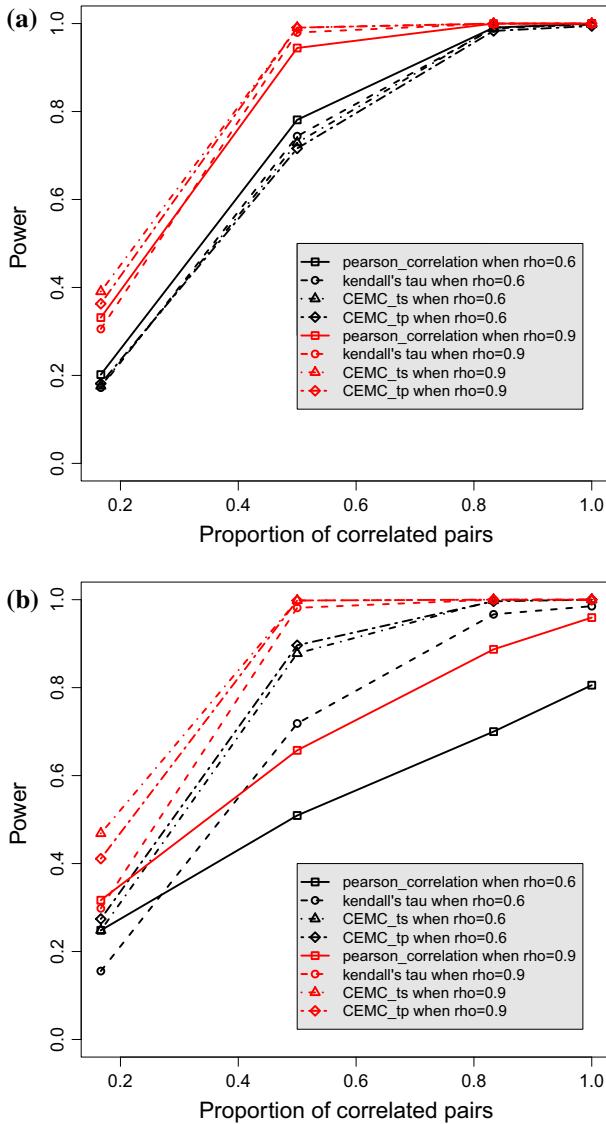 (a)
1.0
0.8
0.6
0.4
0.2
0.0
Power
pearson_correlation when rho=0.6
kendall's tau when rho=0.6
CEMC_ts when rho=0.6
CEMC_tp when rho=0.6
pearson_correlation when rho=0.9
kendall's tau when rho=0.9
CEMC_ts when rho=0.9
CEMC_tp when rho=0.9
0.2 0.4 0.6 0.8 1.0
Proportion of correlated pairs
(b)
1.0
0.8
0.6
0.4
0.2
0.0
Power
pearson_correlation when rho=0.6
kendall's tau when rho=0.6
CEMC_ts when rho=0.6
CEMC_tp when rho=0.6
pearson_correlation when rho=0.9
kendall's tau when rho=0.9
CEMC_ts when rho=0.9
CEMC_tp when rho=0.9
0.2 0.4 0.6 0.8 1.0
Proportion of correlated pairs